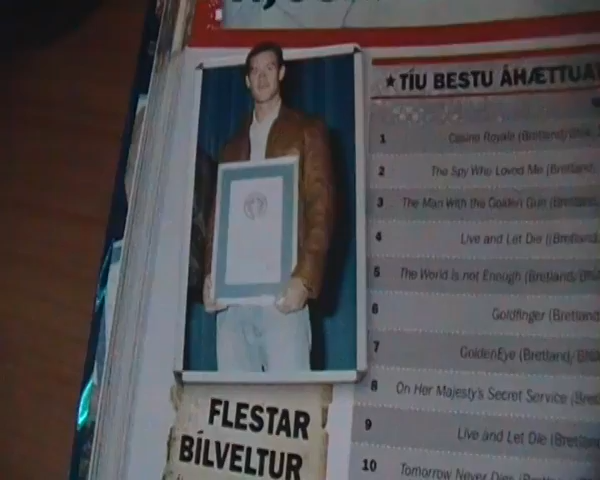 ★TÍU BESTU ÁHÆTTUA
1 Casino Royale (Bretland/
2 The Spy Who Loved Me (Bretland,
3 The Man With the Golden Gun (Bretland,
4 Live and Let Die (Bretland/
5 The World is not Enough (Bretland/
6 Goldfinger (Bretland
7 GoldenEye (Bretland/
8 On Her Majesty's Secret Service (Bret
9 Live and Let Die (Bretlan
10 Tomorrow Never Dies
FLESTAR
BÍLVELTUR